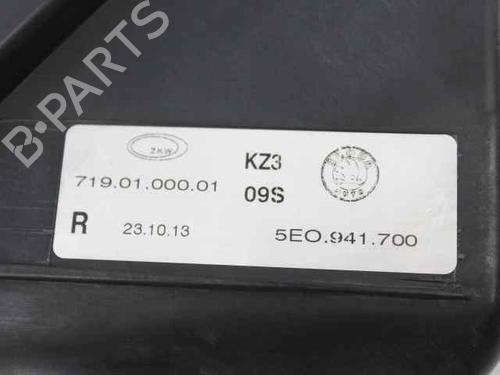 B-PARTS
ZKW
KZ3
719.01.000.01
09S
R
23.10.13
5E0.941.700